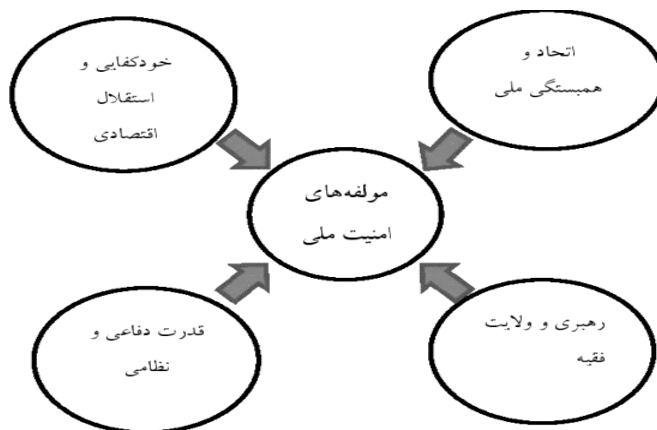 اتحاد و
همبستگی ملی
خودکفایی و
استقلال
اقتصادی
مولفه‌های
امنیت ملی
رهبری و ولایت
فقیه
قدرت دفاعی و
نظامی